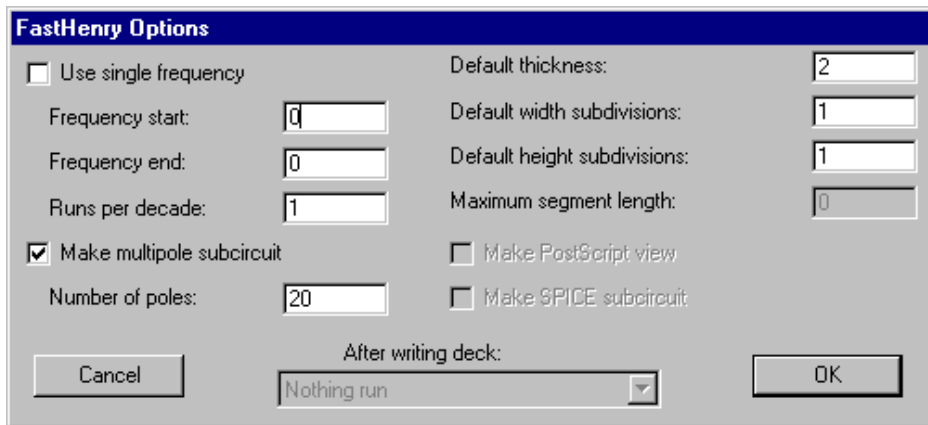 FastHenry Options
Use single frequency
Frequency start: 0
Frequency end: 0
Runs per decade: 1
Make multipole subcircuit
Number of poles: 20
Default thickness: 2
Default width subdivisions: 1
Default height subdivisions: 1
Maximum segment length: 0
Make PostScript view
Make SPICE subcircuit
After writing deck:
Cancel
Nothing run
OK